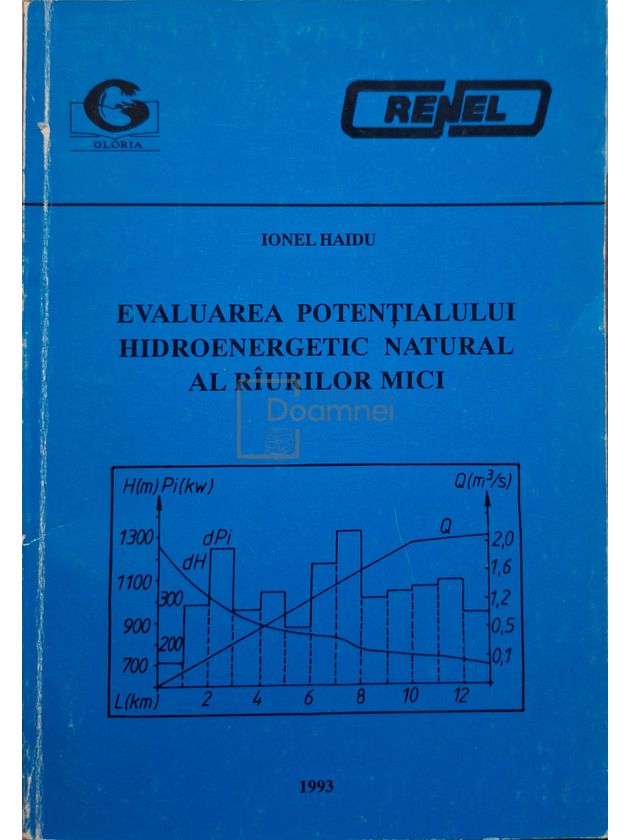 GLORIA
RENEL
IONEL HAIDU
EVALUAREA POTENȚIALULUI
HIDROENERGETIC NATURAL
AL RÎURILOR MICI
Doamnei
H(m) Pi(kw) Q(m³/s)
1300
1100
900
700
300
200
dPi
dH
Q
2,0
1,6
1,2
0,5
0,1
L(km) 2 4 6 8 10 12
1993